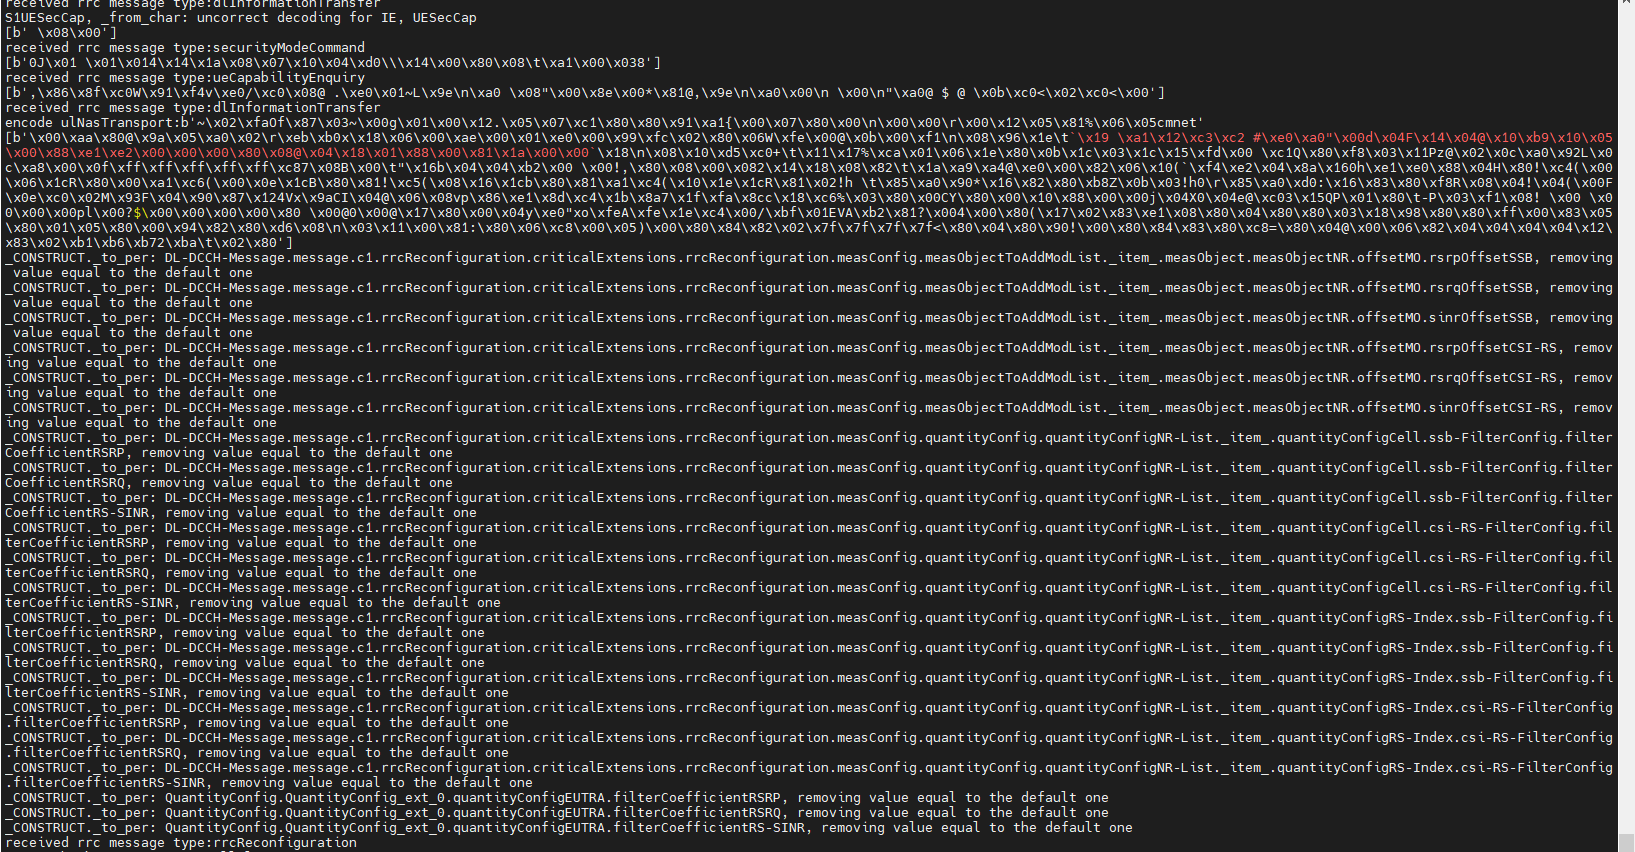 received rrc message type:dlInformationTransfer
S1UESecCap, _from_char: uncorrect decoding for IE, UESecCap
[b' \x08\x00']
received rrc message type:securityModeCommand
[b'0J\x01 \x01\x014\x14\x1a\x08\x07\x10\x04\xd0\\\x14\x00\x80\x08\t\xa1\x00\x038']
received rrc message type:ueCapabilityEnquiry
[b',\x86\x8f\xc0W\x91\xf4v\xe0/\xc0\x08@ .\xe0\x01~L\x9e\n\xa0 \x08"\x00\x8e\x00*\x81@,\x9e\n\xa0\x00\n \x00\n"\xa0@ $ @ \x0b\xc0<\x02\xc0<\x00']
received rrc message type:dlInformationTransfer
encode ulNasTransport:b'~\x02\xfaOf\x87\x03~\x00g\x01\x00\x12.\x05\x07\xc1\x80\x80\x91\xa1{\x00\x07\x80\x00\n\x00\x00\r\x00\x12\x05\x81%\x06\x05cmnet'
[b'\x00\xaa\x80@\x9a\x05\xa0\x02\r\xeb\xb0x\x18\x06\x00\xae\x00\x01\xe0\x00\x99\xfc\x02\x80\x06W\xfe\x00@\x0b\x00\xf1\n\x08\x96\x1e\t`\x19 \xa1\x12\xc3\xc2 #\xe0\xa0"\x00d\x04F\x14\x04@\x10\xb9\x10\x05
\x00\x88\xe1\xe2\x00\x00\x00\x80\x08@\x04\x18\x01\x88\x00\x81\x1a\x00\x00`\x18\n\x08\x10\xd5\xc0+\t\x11\x17%\xca\x01\x06\x1e\x80\x0b\x1c\x03\x1c\x15\xfd\x00 \xc1Q\x80\xf8\x03\x11Pz@\x02\x0c\xa0\x92L\x0
c\xa8\x00\x0f\xff\xff\xff\xff\xff\xc87\x08B\x00\t"\x16b\x04\x04\xb2\x00 \x00!,\x80\x08\x00\x082\x14\x18\x08\x82\t\x1a\xa9\xa4@\xe0\x00\x82\x06\x10(`\xf4\xe2\x04\x8a\x160h\xe1\xe0\x88\x04H\x80!\xc4(\x00
\x06\x1cR\x80\x00\xa1\xc6(\x00\x0e\x1cB\x80\x81!\xc5(\x08\x16\x1cb\x80\x81\xa1\xc4(\x10\x1e\x1cR\x81\x02!h \t\x85\xa0\x90*\x16\x82\x80\xb8Z\x0b\x03!h0\r\x85\xa0\xd0:\x16\x83\x80\xf8R\x08\x04!\x04(\x00F
\x0e\xc0\x02M\x93F\x04\x90\x87\x124Vx\x9aCI\x04@\x06\x08vp\x86\xe1\x8d\xc4\x1b\x8a7\x1f\xfa\x8cc\x18\xc6%\x03\x80\x00CY\x80\x00\x10\x88\x00\x00j\x04X\x04e@\xc03\x15QP\x01\x80\t-P\x03\xf1\x08! \x00 \x0
0\x00\x00pl\x00?$\x00\x00\x00\x00\x80 \x00@0\x00@\x17\x80\x00\x04y\xe0"xo\xfeA\xfe\x1e\xc4\x00/\xbf\x01EVA\xb2\x81?\x004\x00\x80(\x17\x02\x83\xe1\x08\x80\x04\x80\x80\x03\x18\x98\x80\x80\xff\x00\x83\x05
\x80\x01\x05\x80\x00\x94\x82\x80\xd6\x08\n\x03\x11\x00\x81:\x80\x06\xc8\x00\x05)\x00\x80\x84\x82\x02\x7f\x7f\x7f\x7f<\x80\x04\x80\x90!\x00\x80\x84\x83\x80\xc8=\x80\x04@\x00\x06\x82\x04\x04\x04\x04\x12\
x83\x02\xb1\xb6\xb72\xba\t\x02\x80']
_CONSTRUCT._to_per: DL-DCCH-Message.message.c1.rrcReconfiguration.criticalExtensions.rrcReconfiguration.measConfig.measObjectToAddModList._item_.measObject.measObjectNR.offsetMO.rsrpOffsetSSB, removing
 value equal to the default one
_CONSTRUCT._to_per: DL-DCCH-Message.message.c1.rrcReconfiguration.criticalExtensions.rrcReconfiguration.measConfig.measObjectToAddModList._item_.measObject.measObjectNR.offsetMO.rsrqOffsetSSB, removing
 value equal to the default one
_CONSTRUCT._to_per: DL-DCCH-Message.message.c1.rrcReconfiguration.criticalExtensions.rrcReconfiguration.measConfig.measObjectToAddModList._item_.measObject.measObjectNR.offsetMO.sinrOffsetSSB, removing
 value equal to the default one
_CONSTRUCT._to_per: DL-DCCH-Message.message.c1.rrcReconfiguration.criticalExtensions.rrcReconfiguration.measConfig.measObjectToAddModList._item_.measObject.measObjectNR.offsetMO.rsrpOffsetCSI-RS, remov
ing value equal to the default one
_CONSTRUCT._to_per: DL-DCCH-Message.message.c1.rrcReconfiguration.criticalExtensions.rrcReconfiguration.measConfig.measObjectToAddModList._item_.measObject.measObjectNR.offsetMO.rsrqOffsetCSI-RS, remov
ing value equal to the default one
_CONSTRUCT._to_per: DL-DCCH-Message.message.c1.rrcReconfiguration.criticalExtensions.rrcReconfiguration.measConfig.measObjectToAddModList._item_.measObject.measObjectNR.offsetMO.sinrOffsetCSI-RS, remov
ing value equal to the default one
_CONSTRUCT._to_per: DL-DCCH-Message.message.c1.rrcReconfiguration.criticalExtensions.rrcReconfiguration.measConfig.quantityConfig.quantityConfigNR-List._item_.quantityConfigCell.ssb-FilterConfig.filter
CoefficientRSRP, removing value equal to the default one
_CONSTRUCT._to_per: DL-DCCH-Message.message.c1.rrcReconfiguration.criticalExtensions.rrcReconfiguration.measConfig.quantityConfig.quantityConfigNR-List._item_.quantityConfigCell.ssb-FilterConfig.filter
CoefficientRSRQ, removing value equal to the default one
_CONSTRUCT._to_per: DL-DCCH-Message.message.c1.rrcReconfiguration.criticalExtensions.rrcReconfiguration.measConfig.quantityConfig.quantityConfigNR-List._item_.quantityConfigCell.ssb-FilterConfig.filter
CoefficientRS-SINR, removing value equal to the default one
_CONSTRUCT._to_per: DL-DCCH-Message.message.c1.rrcReconfiguration.criticalExtensions.rrcReconfiguration.measConfig.quantityConfig.quantityConfigNR-List._item_.quantityConfigCell.csi-RS-FilterConfig.fil
terCoefficientRSRP, removing value equal to the default one
_CONSTRUCT._to_per: DL-DCCH-Message.message.c1.rrcReconfiguration.criticalExtensions.rrcReconfiguration.measConfig.quantityConfig.quantityConfigNR-List._item_.quantityConfigCell.csi-RS-FilterConfig.fil
terCoefficientRSRQ, removing value equal to the default one
_CONSTRUCT._to_per: DL-DCCH-Message.message.c1.rrcReconfiguration.criticalExtensions.rrcReconfiguration.measConfig.quantityConfig.quantityConfigNR-List._item_.quantityConfigCell.csi-RS-FilterConfig.fil
terCoefficientRS-SINR, removing value equal to the default one
_CONSTRUCT._to_per: DL-DCCH-Message.message.c1.rrcReconfiguration.criticalExtensions.rrcReconfiguration.measConfig.quantityConfig.quantityConfigNR-List._item_.quantityConfigRS-Index.ssb-FilterConfig.fi
lterCoefficientRSRP, removing value equal to the default one
_CONSTRUCT._to_per: DL-DCCH-Message.message.c1.rrcReconfiguration.criticalExtensions.rrcReconfiguration.measConfig.quantityConfig.quantityConfigNR-List._item_.quantityConfigRS-Index.ssb-FilterConfig.fi
lterCoefficientRSRQ, removing value equal to the default one
_CONSTRUCT._to_per: DL-DCCH-Message.message.c1.rrcReconfiguration.criticalExtensions.rrcReconfiguration.measConfig.quantityConfig.quantityConfigNR-List._item_.quantityConfigRS-Index.ssb-FilterConfig.fi
lterCoefficientRS-SINR, removing value equal to the default one
_CONSTRUCT._to_per: DL-DCCH-Message.message.c1.rrcReconfiguration.criticalExtensions.rrcReconfiguration.measConfig.quantityConfig.quantityConfigNR-List._item_.quantityConfigRS-Index.csi-RS-FilterConfig
.filterCoefficientRSRP, removing value equal to the default one
_CONSTRUCT._to_per: DL-DCCH-Message.message.c1.rrcReconfiguration.criticalExtensions.rrcReconfiguration.measConfig.quantityConfig.quantityConfigNR-List._item_.quantityConfigRS-Index.csi-RS-FilterConfig
.filterCoefficientRSRQ, removing value equal to the default one
_CONSTRUCT._to_per: DL-DCCH-Message.message.c1.rrcReconfiguration.criticalExtensions.rrcReconfiguration.measConfig.quantityConfig.quantityConfigNR-List._item_.quantityConfigRS-Index.csi-RS-FilterConfig
.filterCoefficientRS-SINR, removing value equal to the default one
_CONSTRUCT._to_per: QuantityConfig.QuantityConfig_ext_0.quantityConfigEUTRA.filterCoefficientRSRP, removing value equal to the default one
_CONSTRUCT._to_per: QuantityConfig.QuantityConfig_ext_0.quantityConfigEUTRA.filterCoefficientRSRQ, removing value equal to the default one
_CONSTRUCT._to_per: QuantityConfig.QuantityConfig_ext_0.quantityConfigEUTRA.filterCoefficientRS-SINR, removing value equal to the default one
received rrc message type:rrcReconfiguration